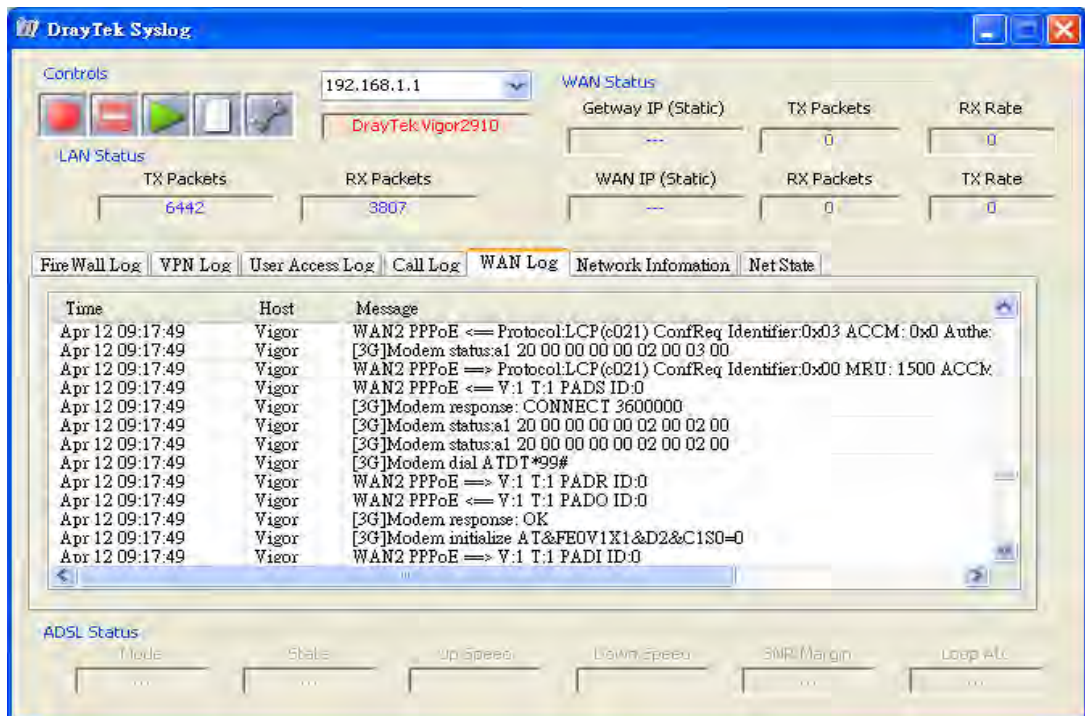 DrayTek Syslog
Controls
192.168.1.1
DrayTek Vigor2910
WAN Status
Getway IP (Static) TX Packets RX Rate
--- 0 0
LAN Status
TX Packets RX Packets WAN IP (Static) RX Packets TX Rate
6442 3807 --- 0 0
FireWall Log VPN Log User Access Log Call Log WAN Log Network Infomation Net State
Time Host Message
Apr 12 09:17:49 Vigor WAN2 PPPoE <== Protocol:LCP(c021) ConfReq Identifier:0x03 ACCM: 0x0 Authe:
Apr 12 09:17:49 Vigor [3G]Modem status:a1 20 00 00 00 00 02 00 03 00
Apr 12 09:17:49 Vigor WAN2 PPPoE ==> Protocol:LCP(c021) ConfReq Identifier:0x00 MRU: 1500 ACCM
Apr 12 09:17:49 Vigor WAN2 PPPoE <== V:1 T:1 PADS ID:0
Apr 12 09:17:49 Vigor [3G]Modem response: CONNECT 3600000
Apr 12 09:17:49 Vigor [3G]Modem status:a1 20 00 00 00 00 02 00 02 00
Apr 12 09:17:49 Vigor [3G]Modem status:a1 20 00 00 00 00 02 00 02 00
Apr 12 09:17:49 Vigor [3G]Modem dial ATDT*99#
Apr 12 09:17:49 Vigor WAN2 PPPoE ==> V:1 T:1 PADR ID:0
Apr 12 09:17:49 Vigor WAN2 PPPoE <== V:1 T:1 PADO ID:0
Apr 12 09:17:49 Vigor [3G]Modem response: OK
Apr 12 09:17:49 Vigor [3G]Modem initialize AT&FE0V1X1&D2&C1S0=0
Apr 12 09:17:49 Vigor WAN2 PPPoE ==> V:1 T:1 PADI ID:0
ADSL Status
Mode State Up Speed Down Speed SNR Margin Loop Att.
--- --- --- ---